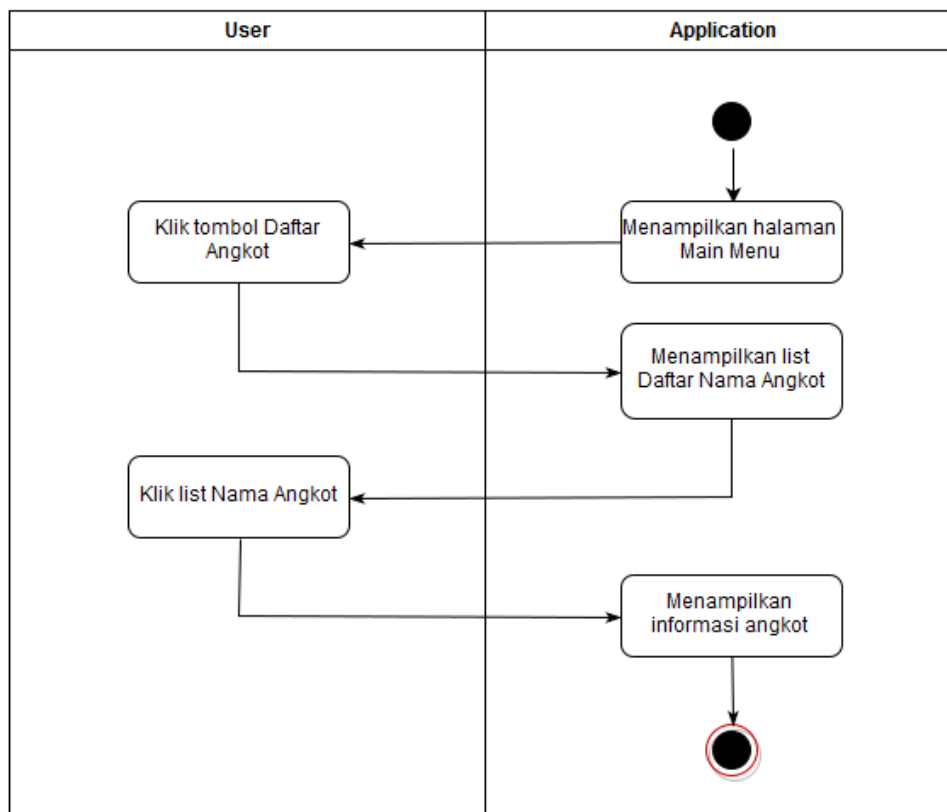 User
Application
Menampilkan halaman
Main Menu
Klik tombol Daftar
Angkot
Menampilkan list
Daftar Nama Angkot
Klik list Nama Angkot
Menampilkan
informasi angkot